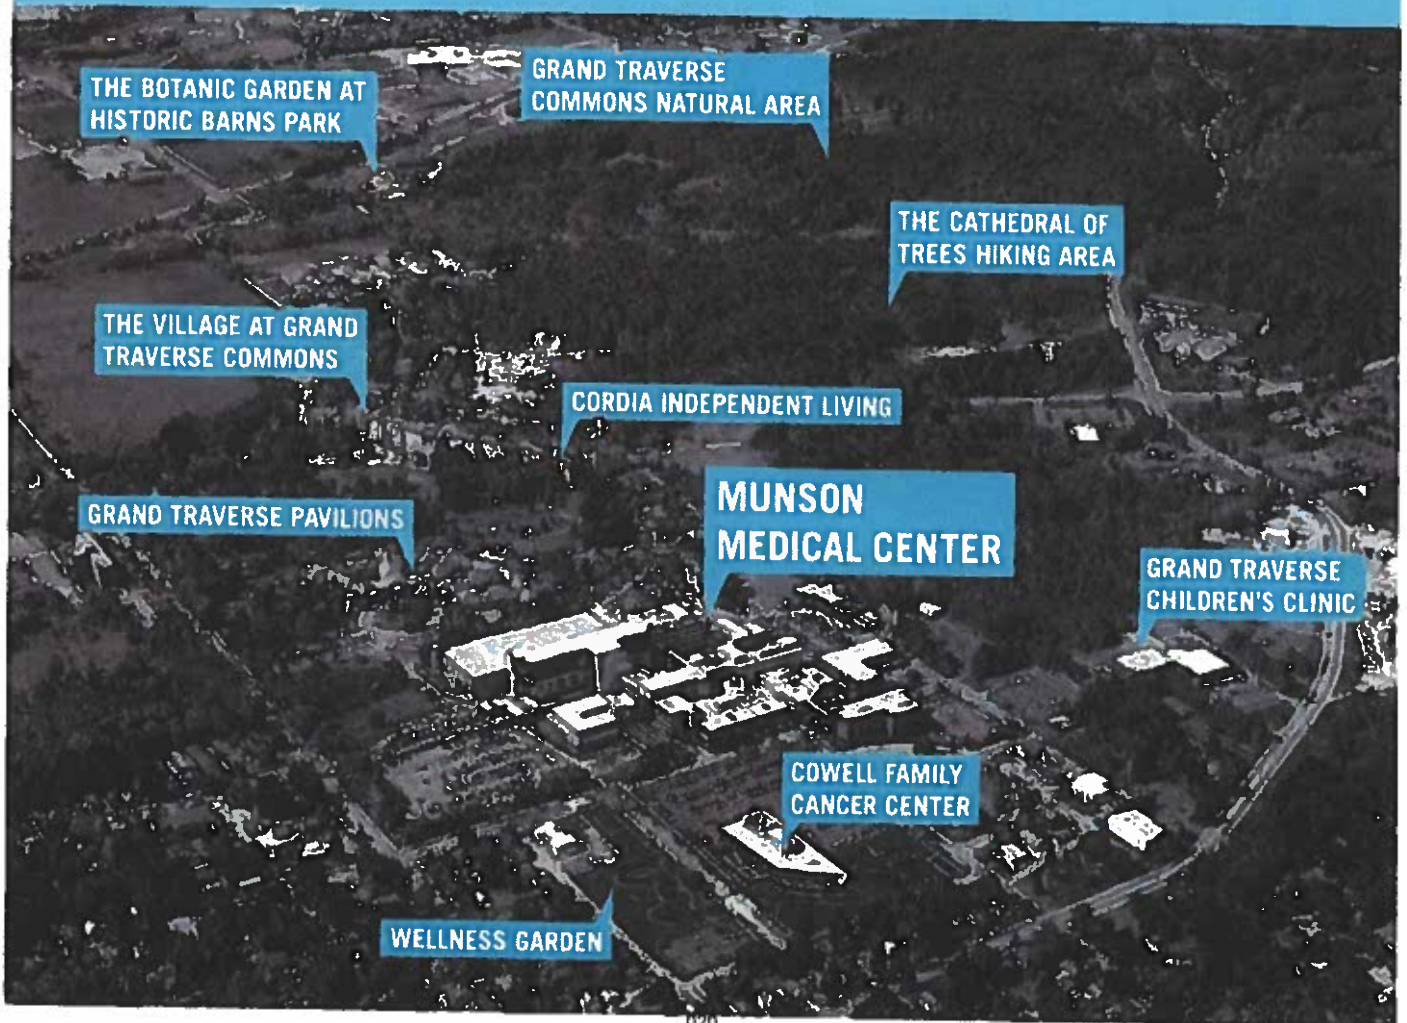 GRAND TRAVERSE
COMMONS NATURAL AREA
THE BOTANIC GARDEN AT
HISTORIC BARNS PARK
THE CATHEDRAL OF
TREES HIKING AREA
THE VILLAGE AT GRAND
TRAVERSE COMMONS
CORDIA INDEPENDENT LIVING
MUNSON
MEDICAL CENTER
GRAND TRAVERSE PAVILIONS
GRAND TRAVERSE
CHILDREN'S CLINIC
COWELL FAMILY
CANCER CENTER
WELLNESS GARDEN